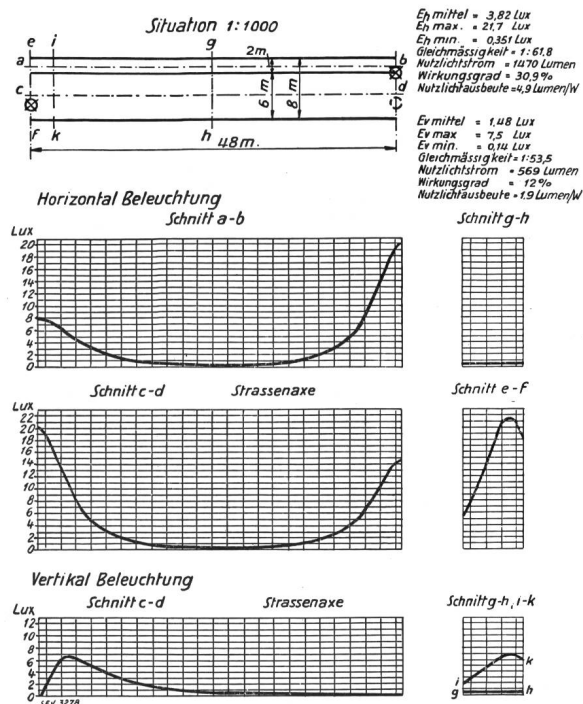 Situation 1:1000
e i g
2m.
a b
c d
6 m
8 m
f k h
48m.
Eh mittel = 3,82 Lux
Eh max. = 21,7 Lux
Eh min. = 0,351 Lux
Gleichmässigkeit = 1:61,8
Nutzlichtstrom = 1470 Lumen
Wirkungsgrad = 30,9%
Nutzlichtausbeute = 4,9 Lumen/W
Ev mittel = 1,48 Lux
Ev max = 7,5 Lux
Ev min. = 0,14 Lux
Gleichmässigkeit = 1:53,5
Nutzlichtstrom = 569 Lumen
Wirkungsgrad = 12%
Nutzlichtausbeute = 1.9 Lumen/W
Horizontal Beleuchtung
Schnitt a-b
Schnitt g-h
Lux
20
18
16
14
12
10
8
6
4
2
0
Schnitt c-d Strassenaxe
Schnitt e-f
Lux
22
20
18
16
14
12
10
8
6
4
2
0
Vertikal Beleuchtung
Schnitt c-d Strassenaxe
Schnitt g-h, i-k
Lux
12
10
8
6
4
2
0
i k
g h
SEV 3278